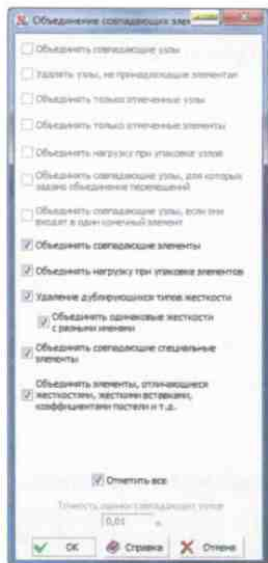 Объединение совпадающих элем
Объединять совпадающие узлы
Удалять узлы, не принадлежащие элементам
Объединять только отмеченные узлы
Объединять только отмеченные элементы
Объединять нагрузку при упаковке узлов
Объединять совпадающие узлы, для которых
задано объединение перемещений
Объединять совпадающие узлы, если они
входят в один конечный элемент
Объединять совпадающие элементы
Объединять нагрузку при упаковке элементов
Удаление дублирующихся типов жесткости
Объединять одинаковые жесткости
с разными именами
Объединять совпадающие специальные
элементы
Объединять элементы, отличающиеся
жесткостями, жесткими вставками,
коэффициентами постели и т.д.
Отметить все
Точность оценки совпадающих узлов
0,01 м
OK Справка Отмена